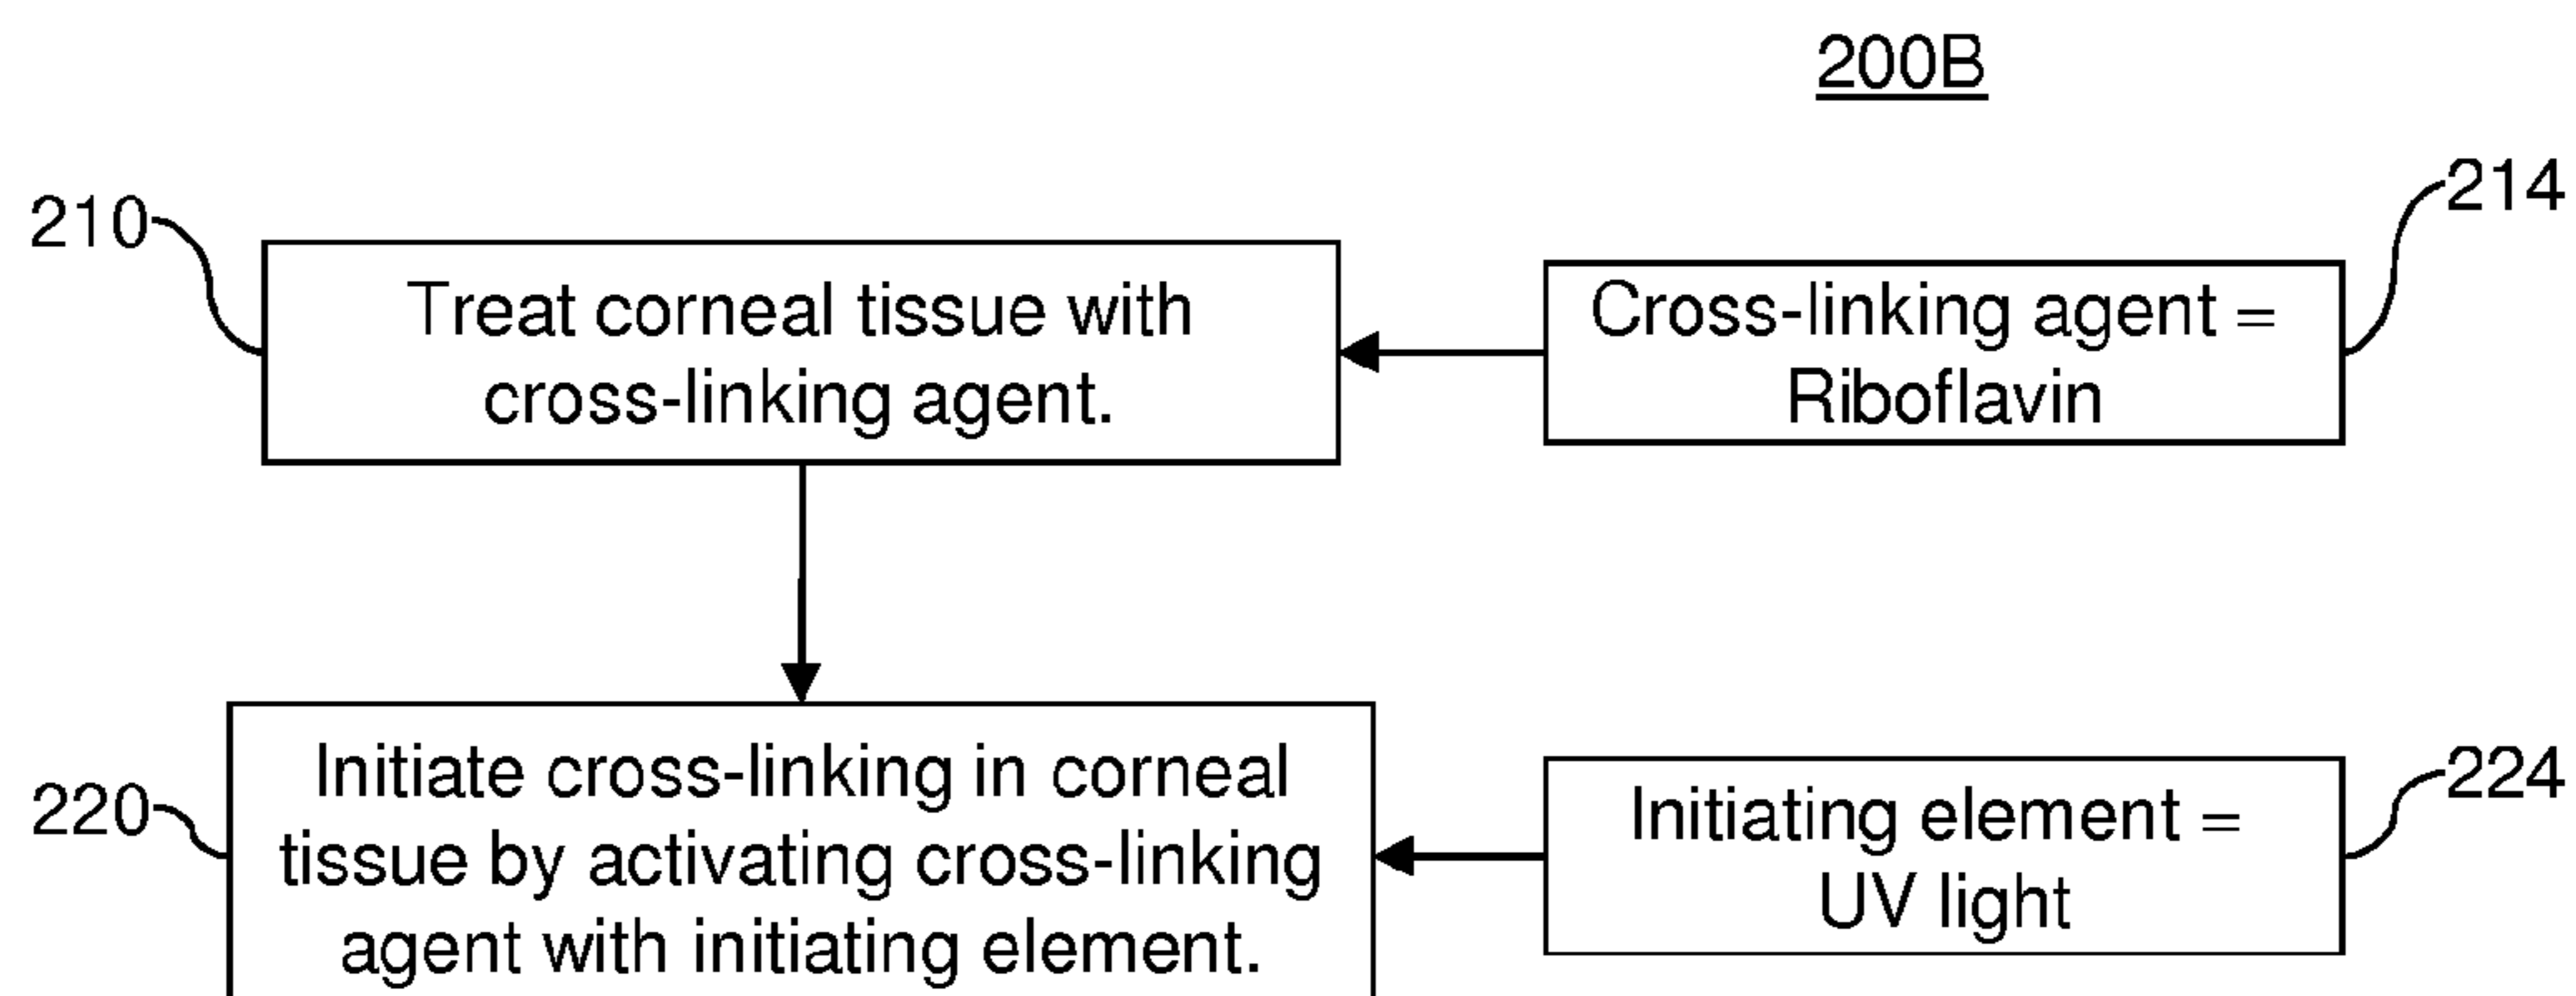 200B
210
214
Treat corneal tissue with
cross-linking agent.
Cross-linking agent =
Riboflavin
220
224
Initiate cross-linking in corneal
tissue by activating cross-linking
agent with initiating element.
Initiating element =
UV light